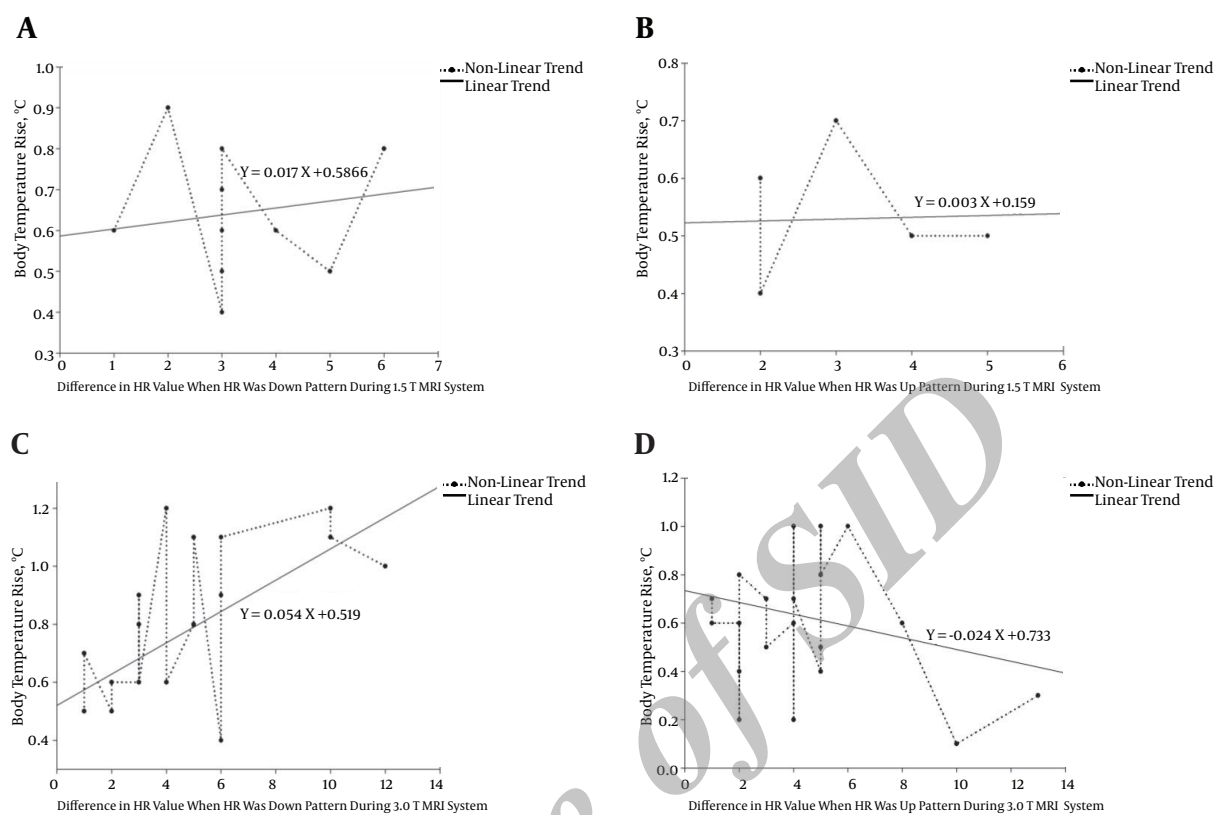 A
1.0
0.9
0.8
0.7
0.6
0.5
0.4
0.3
0 1 2 3 4 5 6 7
Body Temperature Rise, °C
Difference in HR Value When HR Was Down Pattern During 1.5 T MRI System
Y = 0.017 X +0.5866
Non-Linear Trend
Linear Trend
B
0.8
0.7
0.6
0.5
0.4
0.3
0 2 3 4 5 6
Body Temperature Rise, °C
Difference in HR Value When HR Was Up Pattern During 1.5 T MRI System
Y = 0.003 X +0.159
Non-Linear Trend
Linear Trend
C
1.2
1.0
0.8
0.6
0.4
0 2 4 6 8 10 12 14
Body Temperature Rise, °C
Difference in HR Value When HR Was Down Pattern During 3.0 T MRI System
Y = 0.054 X +0.519
Non-Linear Trend
Linear Trend
D
1.2
1.0
0.8
0.6
0.4
0.2
0.0
0 2 4 6 8 10 12 14
Body Temperature Rise, °C
Difference in HR Value When HR Was Up Pattern During 3.0 T MRI System
Y = -0.024 X +0.733
Non-Linear Trend
Linear Trend
of SID